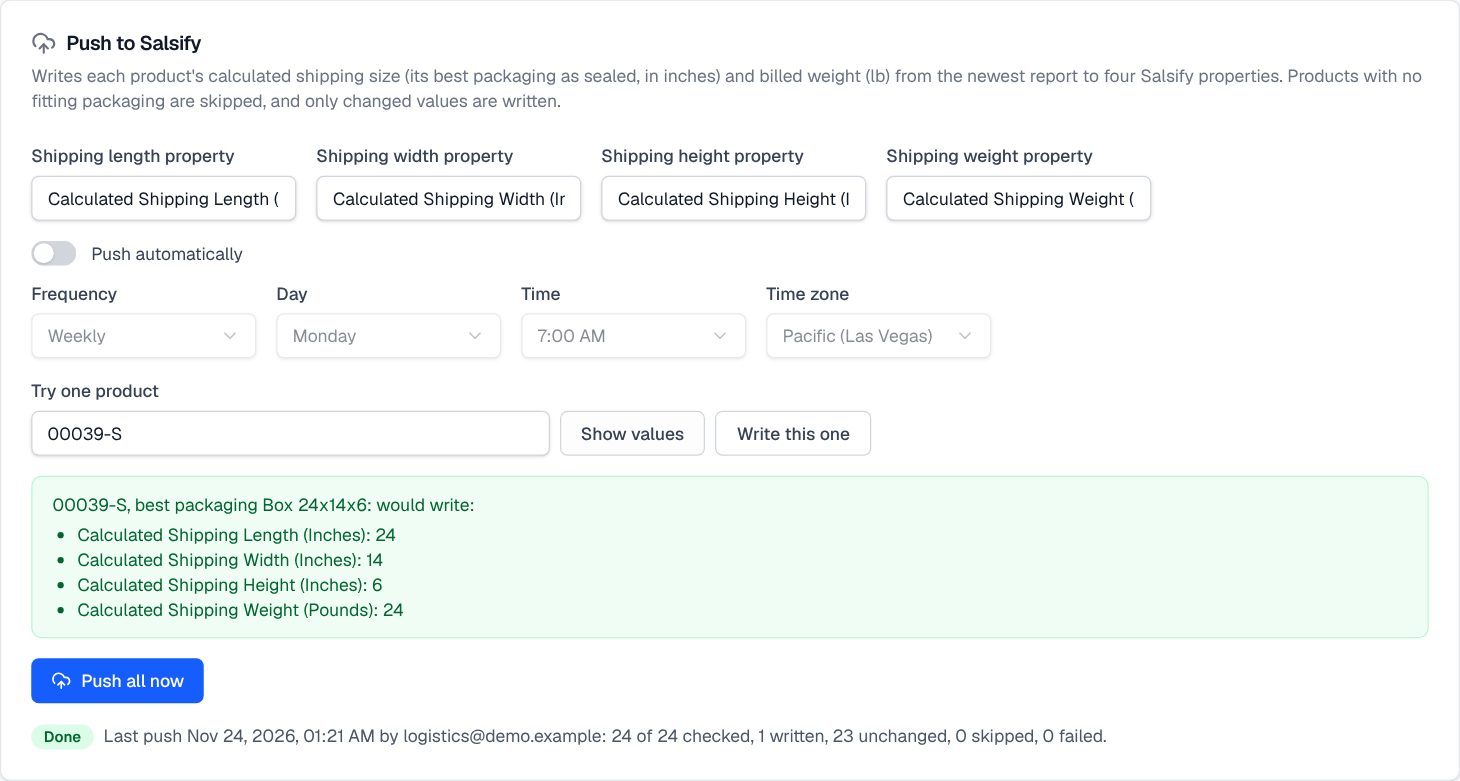 Push to Salsify
Writes each product's calculated shipping size (its best packaging as sealed, in inches) and billed weight (lb) from the newest report to four Salsify properties. Products with no
fitting packaging are skipped, and only changed values are written.
Shipping length property
Shipping width property
Shipping height property
Shipping weight property
Calculated Shipping Length (
Calculated Shipping Width (Ir
Calculated Shipping Height (I
Calculated Shipping Weight (
Push automatically
Frequency
Day
Time
Time zone
Weekly
Monday
7:00 AM
Pacific (Las Vegas)
Try one product
00039-S
Show values
Write this one
00039-S, best packaging Box 24x14x6: would write:
• Calculated Shipping Length (Inches): 24
• Calculated Shipping Width (Inches): 14
• Calculated Shipping Height (Inches): 6
• Calculated Shipping Weight (Pounds): 24
Push all now
Done
Last push Nov 24, 2026, 01:21 AM by logistics@demo.example: 24 of 24 checked, 1 written, 23 unchanged, 0 skipped, 0 failed.